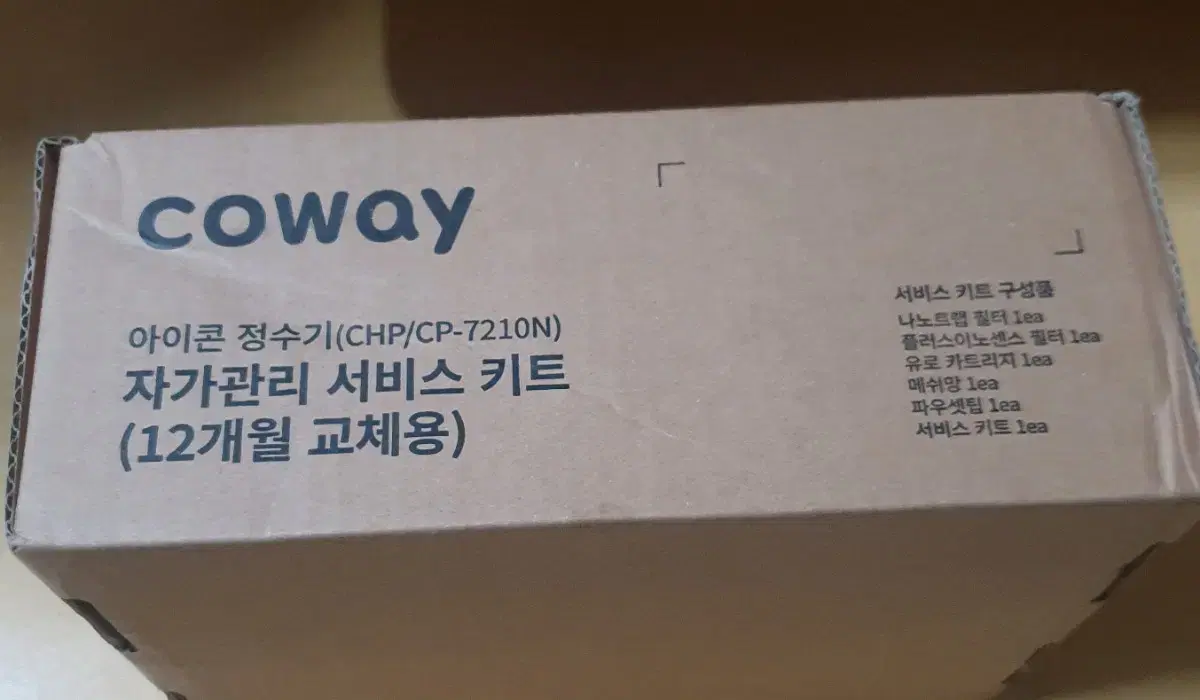 coway
아이콘 정수기(CHP/CP-7210N)
자가관리 서비스 키트
(12개월 교체용)
서비스 키트 구성품
나노트랩 필터 1ea
플러스이노센스 필터 1ea
유로 카트리지 1ea
메쉬망 1ea
파우셋팁 1ea
서비스 키트 1ea